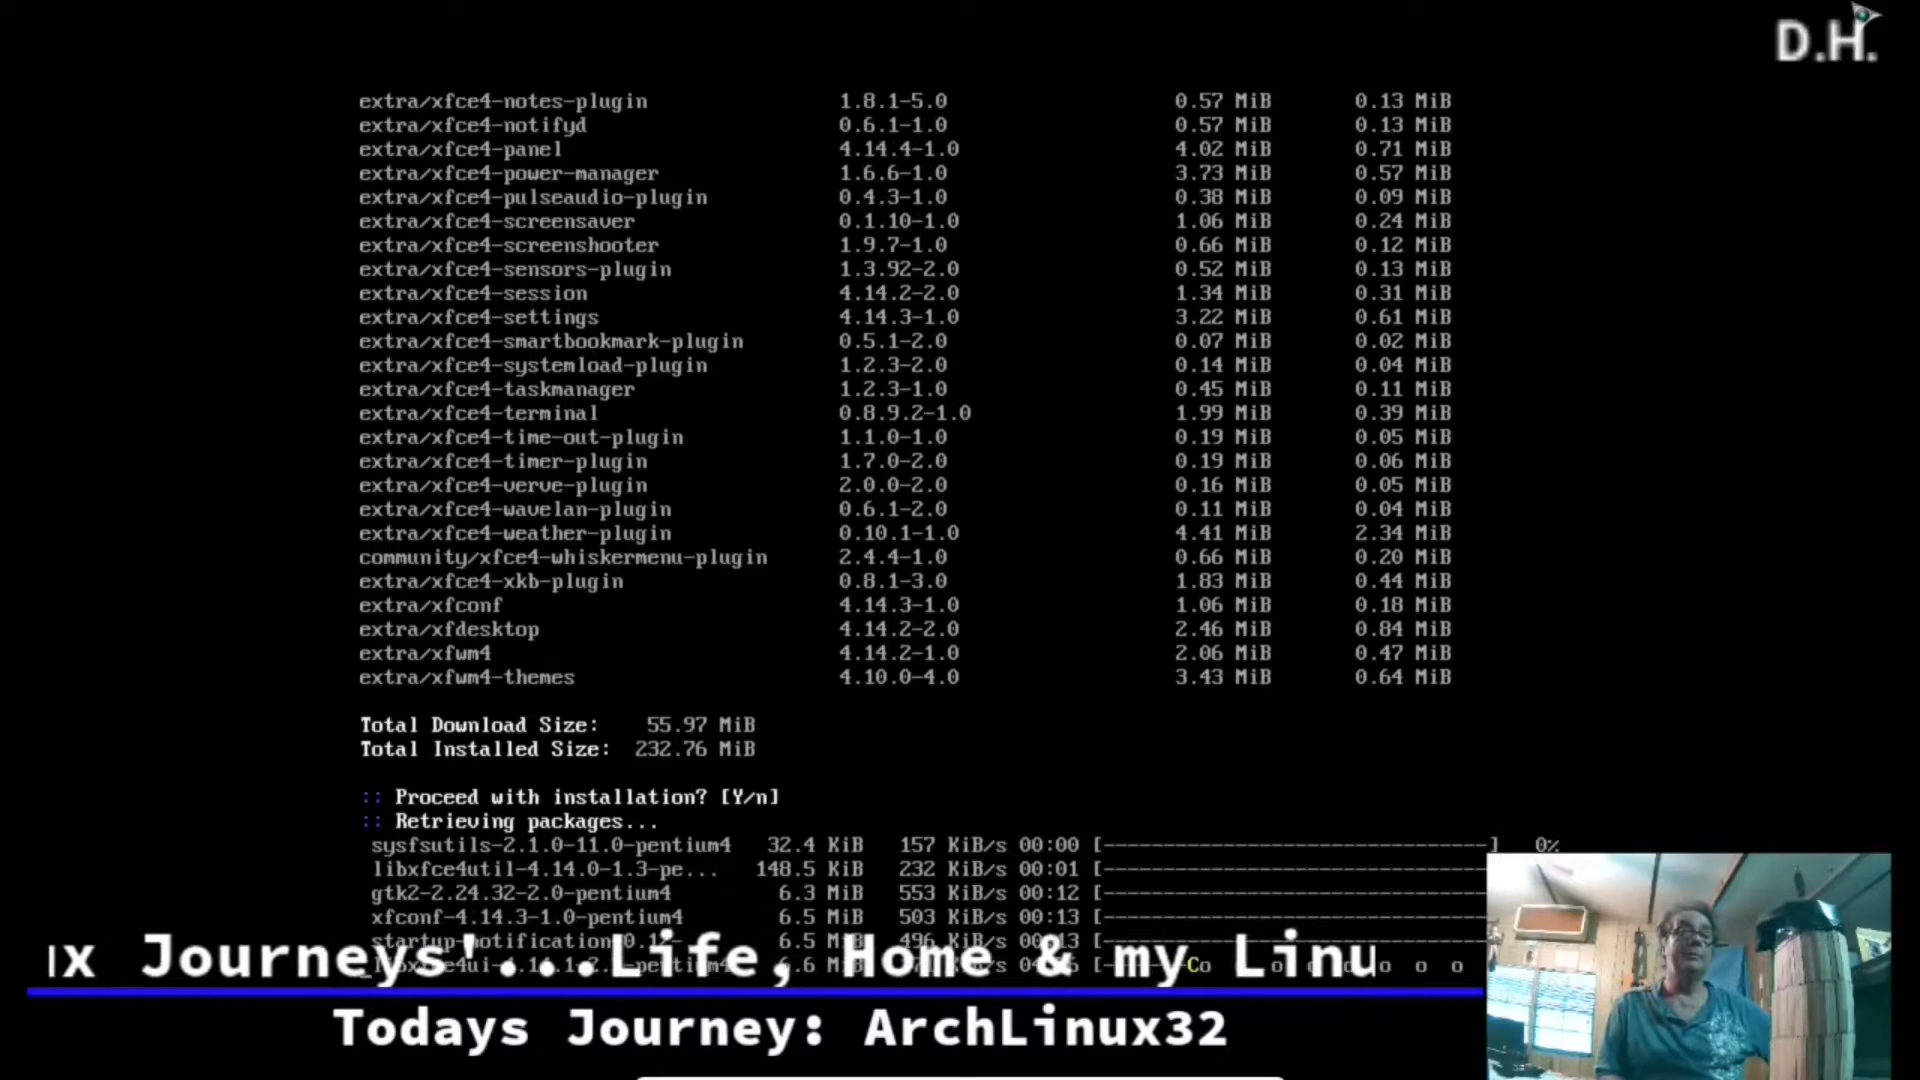 D.H.
extra/xfce4-notes-plugin 1.8.1-5.0 0.57 MiB 0.13 MiB
extra/xfce4-notifyd 0.6.1-1.0 0.57 MiB 0.13 MiB
extra/xfce4-panel 4.14.4-1.0 4.02 MiB 0.71 MiB
extra/xfce4-power-manager 1.6.6-1.0 3.73 MiB 0.57 MiB
extra/xfce4-pulseaudio-plugin 0.4.3-1.0 0.38 MiB 0.09 MiB
extra/xfce4-screensaver 0.1.10-1.0 1.06 MiB 0.24 MiB
extra/xfce4-screenshooter 1.9.7-1.0 0.66 MiB 0.12 MiB
extra/xfce4-sensors-plugin 1.3.92-2.0 0.52 MiB 0.13 MiB
extra/xfce4-session 4.14.2-2.0 1.34 MiB 0.31 MiB
extra/xfce4-settings 4.14.3-1.0 3.22 MiB 0.61 MiB
extra/xfce4-smartbookmark-plugin 0.5.1-2.0 0.07 MiB 0.02 MiB
extra/xfce4-systemload-plugin 1.2.3-2.0 0.14 MiB 0.04 MiB
extra/xfce4-taskmanager 1.2.3-1.0 0.45 MiB 0.11 MiB
extra/xfce4-terminal 0.8.9.2-1.0 1.99 MiB 0.39 MiB
extra/xfce4-time-out-plugin 1.1.0-1.0 0.19 MiB 0.05 MiB
extra/xfce4-timer-plugin 1.7.0-2.0 0.19 MiB 0.06 MiB
extra/xfce4-verve-plugin 2.0.0-2.0 0.16 MiB 0.05 MiB
extra/xfce4-wavelan-plugin 0.6.1-2.0 0.11 MiB 0.04 MiB
extra/xfce4-weather-plugin 0.10.1-1.0 4.41 MiB 2.34 MiB
community/xfce4-whiskermenu-plugin 2.4.4-1.0 0.66 MiB 0.20 MiB
extra/xfce4-xkb-plugin 0.8.1-3.0 1.83 MiB 0.44 MiB
extra/xfconf 4.14.3-1.0 1.06 MiB 0.18 MiB
extra/xfdesktop 4.14.2-2.0 2.46 MiB 0.84 MiB
extra/xfwm4 4.14.2-1.0 2.06 MiB 0.47 MiB
extra/xfwm4-themes 4.10.0-4.0 3.43 MiB 0.64 MiB
Total Download Size: 55.97 MiB
Total Installed Size: 232.76 MiB
:: Proceed with installation? [Y/n]
:: Retrieving packages...
sysfsutils-2.1.0-11.0-pentium4 32.4 KiB 157 KiB/s 00:00 [--------------------------------] 0%
libxfce4util-4.14.0-1.3-pe... 148.5 KiB 232 KiB/s 00:01 [--------------------------------
gtk2-2.24.32-2.0-pentium4 6.3 MiB 553 KiB/s 00:12 [--------------------------------
xfconf-4.14.3-1.0-pentium4 6.5 MiB 503 KiB/s 00:13 [--------------------------------
6.5 MiB 496 KiB/s
x Journeys'...Life, Home & my Linu
Todays Journey: ArchLinux32